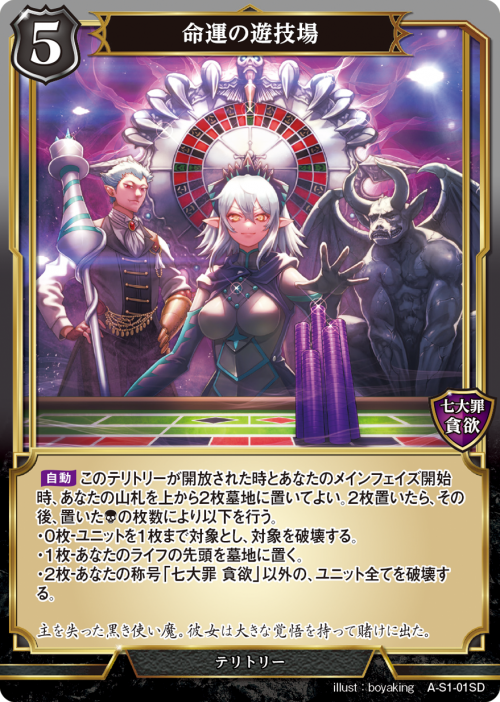 5
命運の遊技場
七大罪
貪欲
自動 このテリトリーが開放された時とあなたのメインフェイズ開始
時、あなたの山札を上から2枚墓地に置いてよい。2枚置いたら、その
後、置いた💀の枚数により以下を行う。
・0枚-ユニットを1枚まで対象とし、対象を破壊する。
・1枚-あなたのライフの先頭を墓地に置く。
・2枚-あなたの称号「七大罪 貪欲」以外の、ユニット全てを破壊す
る。
主を失った黒き使い魔。彼女は大きな覚悟を持って賭けに出た。
テリトリー
illust：boyaking A-S1-01SD